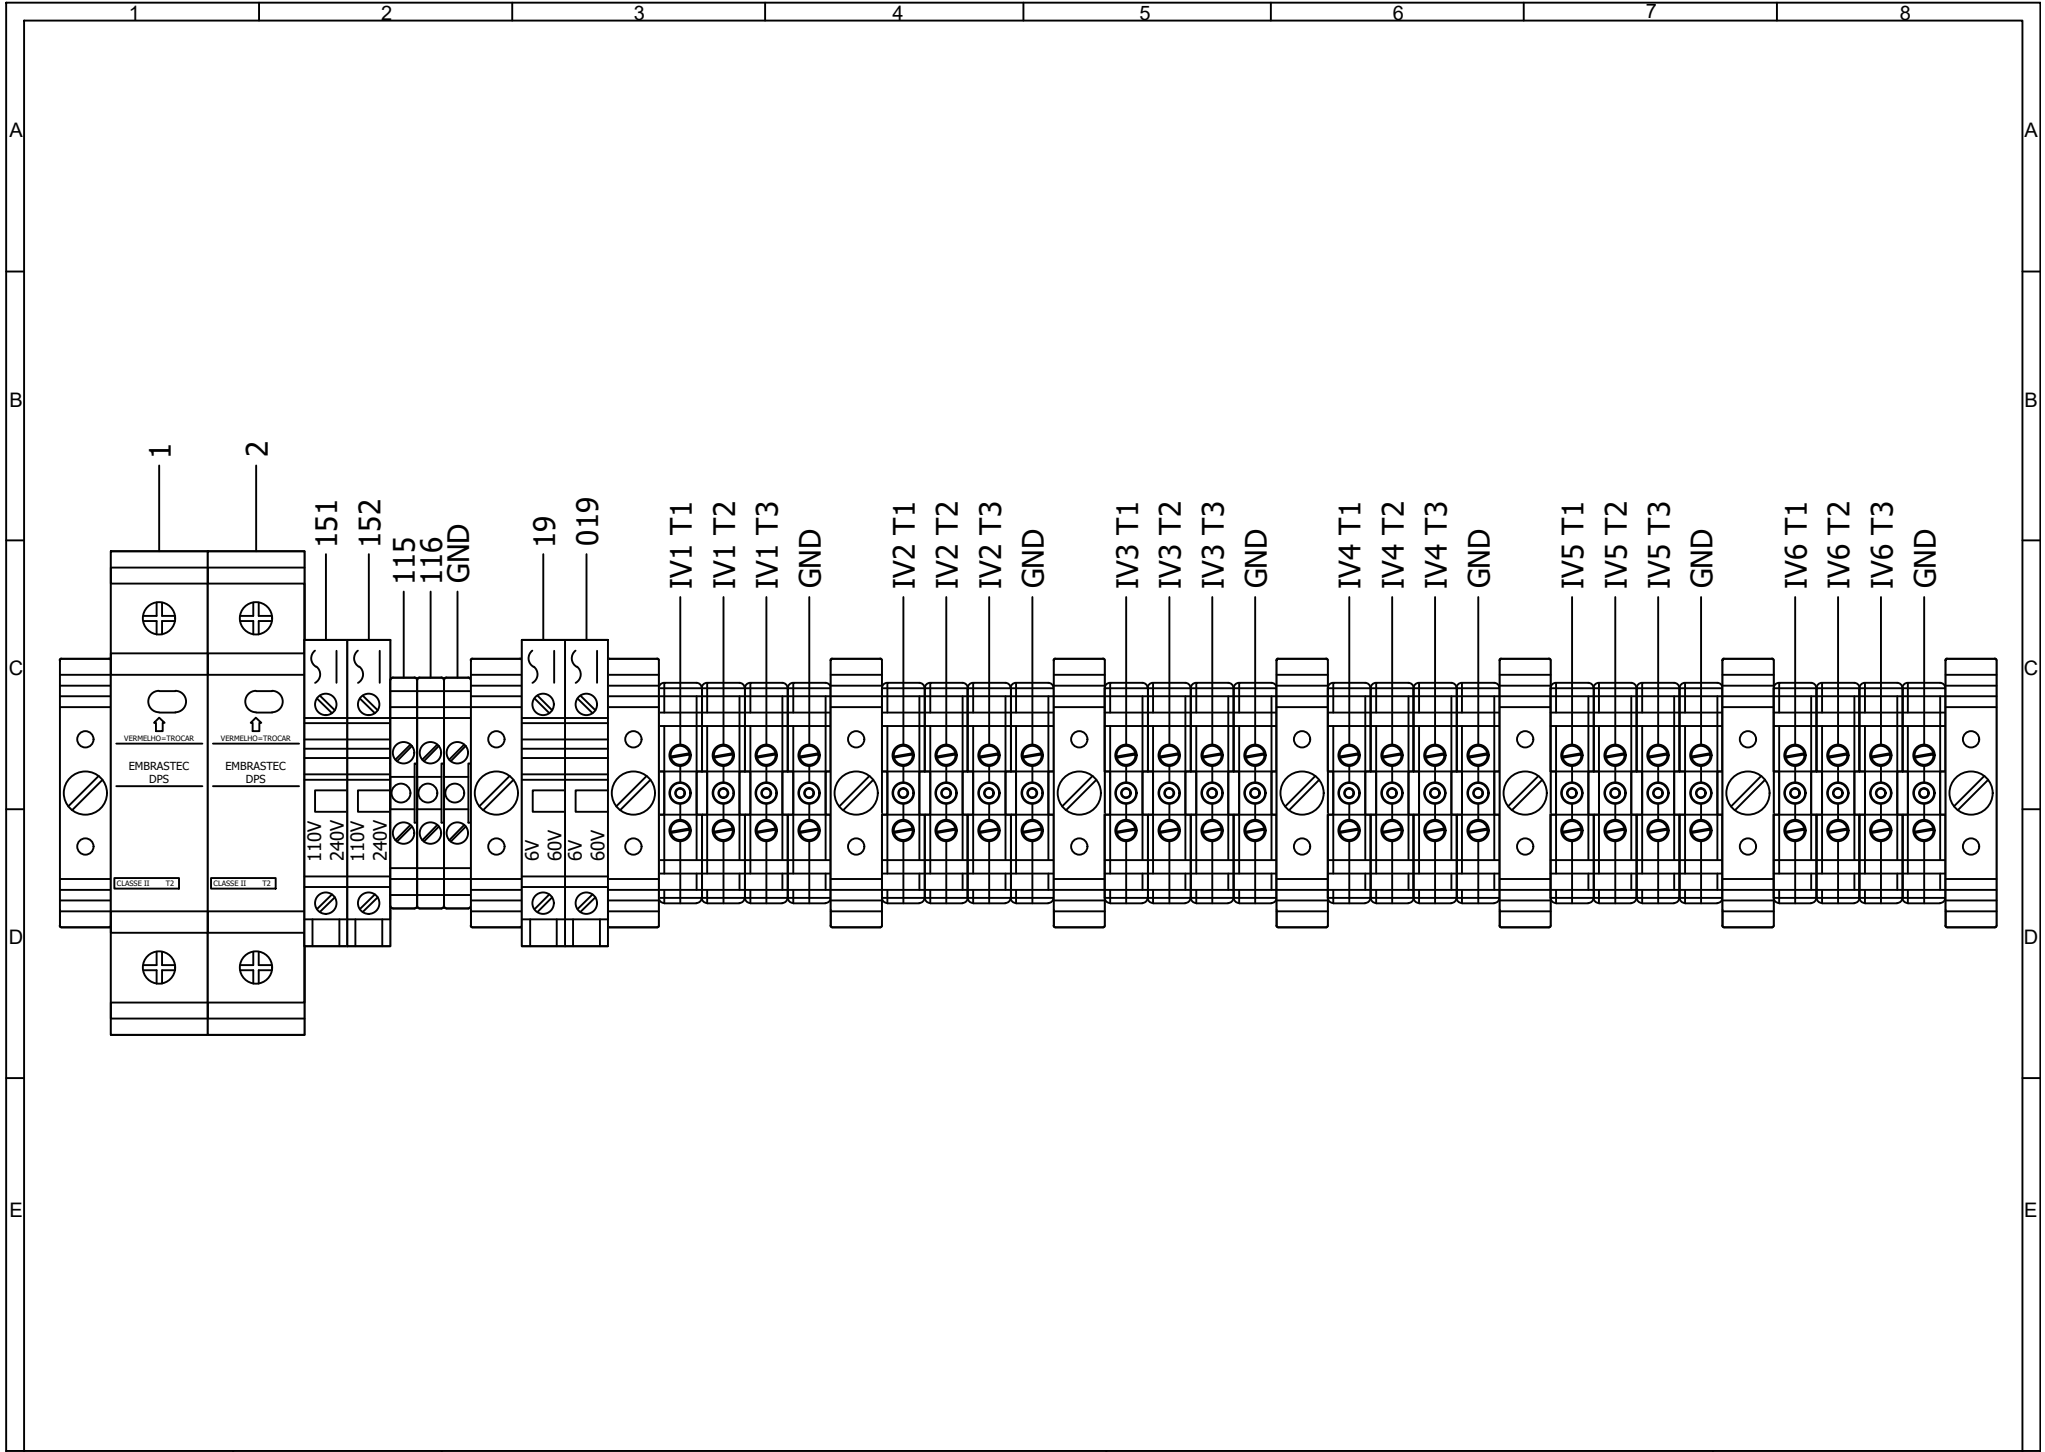 1 2 3 4 5 6 7 8
A A
B B
1
2
151
152
115
116
GND
19
019
IV1 T1
IV1 T2
IV1 T3
GND
IV2 T1
IV2 T2
IV2 T3
GND
IV3 T1
IV3 T2
IV3 T3
GND
IV4 T1
IV4 T2
IV4 T3
GND
IV5 T1
IV5 T2
IV5 T3
GND
IV6 T1
IV6 T2
IV6 T3
GND
C C
VERMELHO=TROCAR
EMBRASTEC
DPS
CLASSE II T2
VERMELHO=TROCAR
EMBRASTEC
DPS
CLASSE II T2
110V
240V
110V
240V
6V
60V
6V
60V
D D
E E